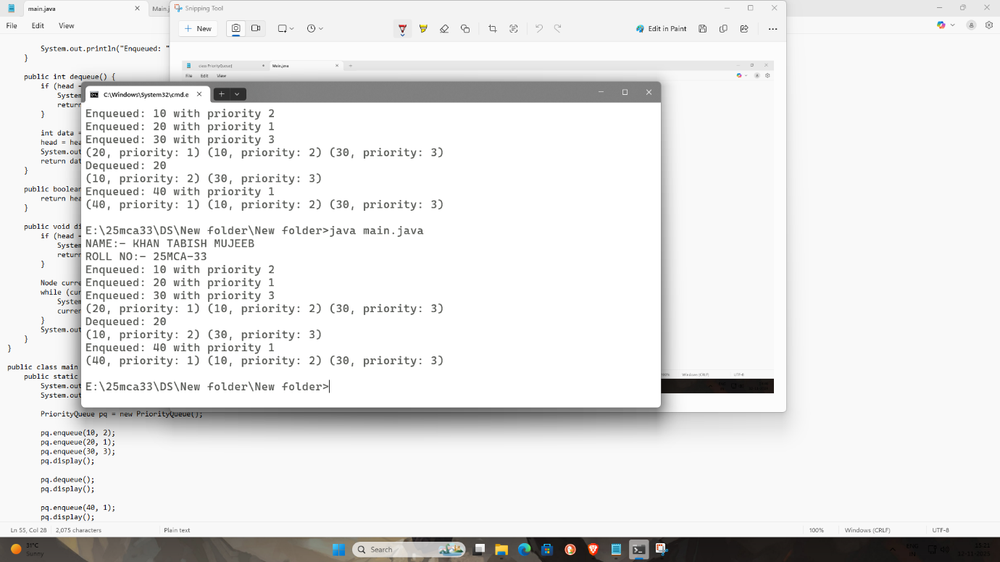 main.java
Main.j
File Edit View
System.out.println("Enqueued: "
}
public int dequeue() {
if (head =
System
return
}
int data =
head = hea
System.out
return dat
}
public boolean
return hea
}
public void di
if (head =
System
return
}
Node curre
while (cur
System
curren
}
System.out
}
}
public class main
public static
System.out
System.out
PriorityQueue pq = new PriorityQueue();
pq.enqueue(10, 2);
pq.enqueue(20, 1);
pq.enqueue(30, 3);
pq.display();
pq.dequeue();
pq.display();
pq.enqueue(40, 1);
pq.display();
Ln 55, Col 28 2,075 characters Plain text 100% Windows (CRLF) UTF-8
Snipping Tool
New
Edit in Paint
class PriorityQueue{ Main.java
File Edit View
100% Windows (CRLF) UTF-8
C:\Windows\System32\cmd.e
Enqueued: 10 with priority 2
Enqueued: 20 with priority 1
Enqueued: 30 with priority 3
(20, priority: 1) (10, priority: 2) (30, priority: 3)
Dequeued: 20
(10, priority: 2) (30, priority: 3)
Enqueued: 40 with priority 1
(40, priority: 1) (10, priority: 2) (30, priority: 3)
E:\25mca33\DS\New folder\New folder>java main.java
NAME:- KHAN TABISH MUJEEB
ROLL NO:- 25MCA-33
Enqueued: 10 with priority 2
Enqueued: 20 with priority 1
Enqueued: 30 with priority 3
(20, priority: 1) (10, priority: 2) (30, priority: 3)
Dequeued: 20
(10, priority: 2) (30, priority: 3)
Enqueued: 40 with priority 1
(40, priority: 1) (10, priority: 2) (30, priority: 3)
E:\25mca33\DS\New folder\New folder>
31°C
Sunny
Search
ENG
IN
15:21
12-11-2025